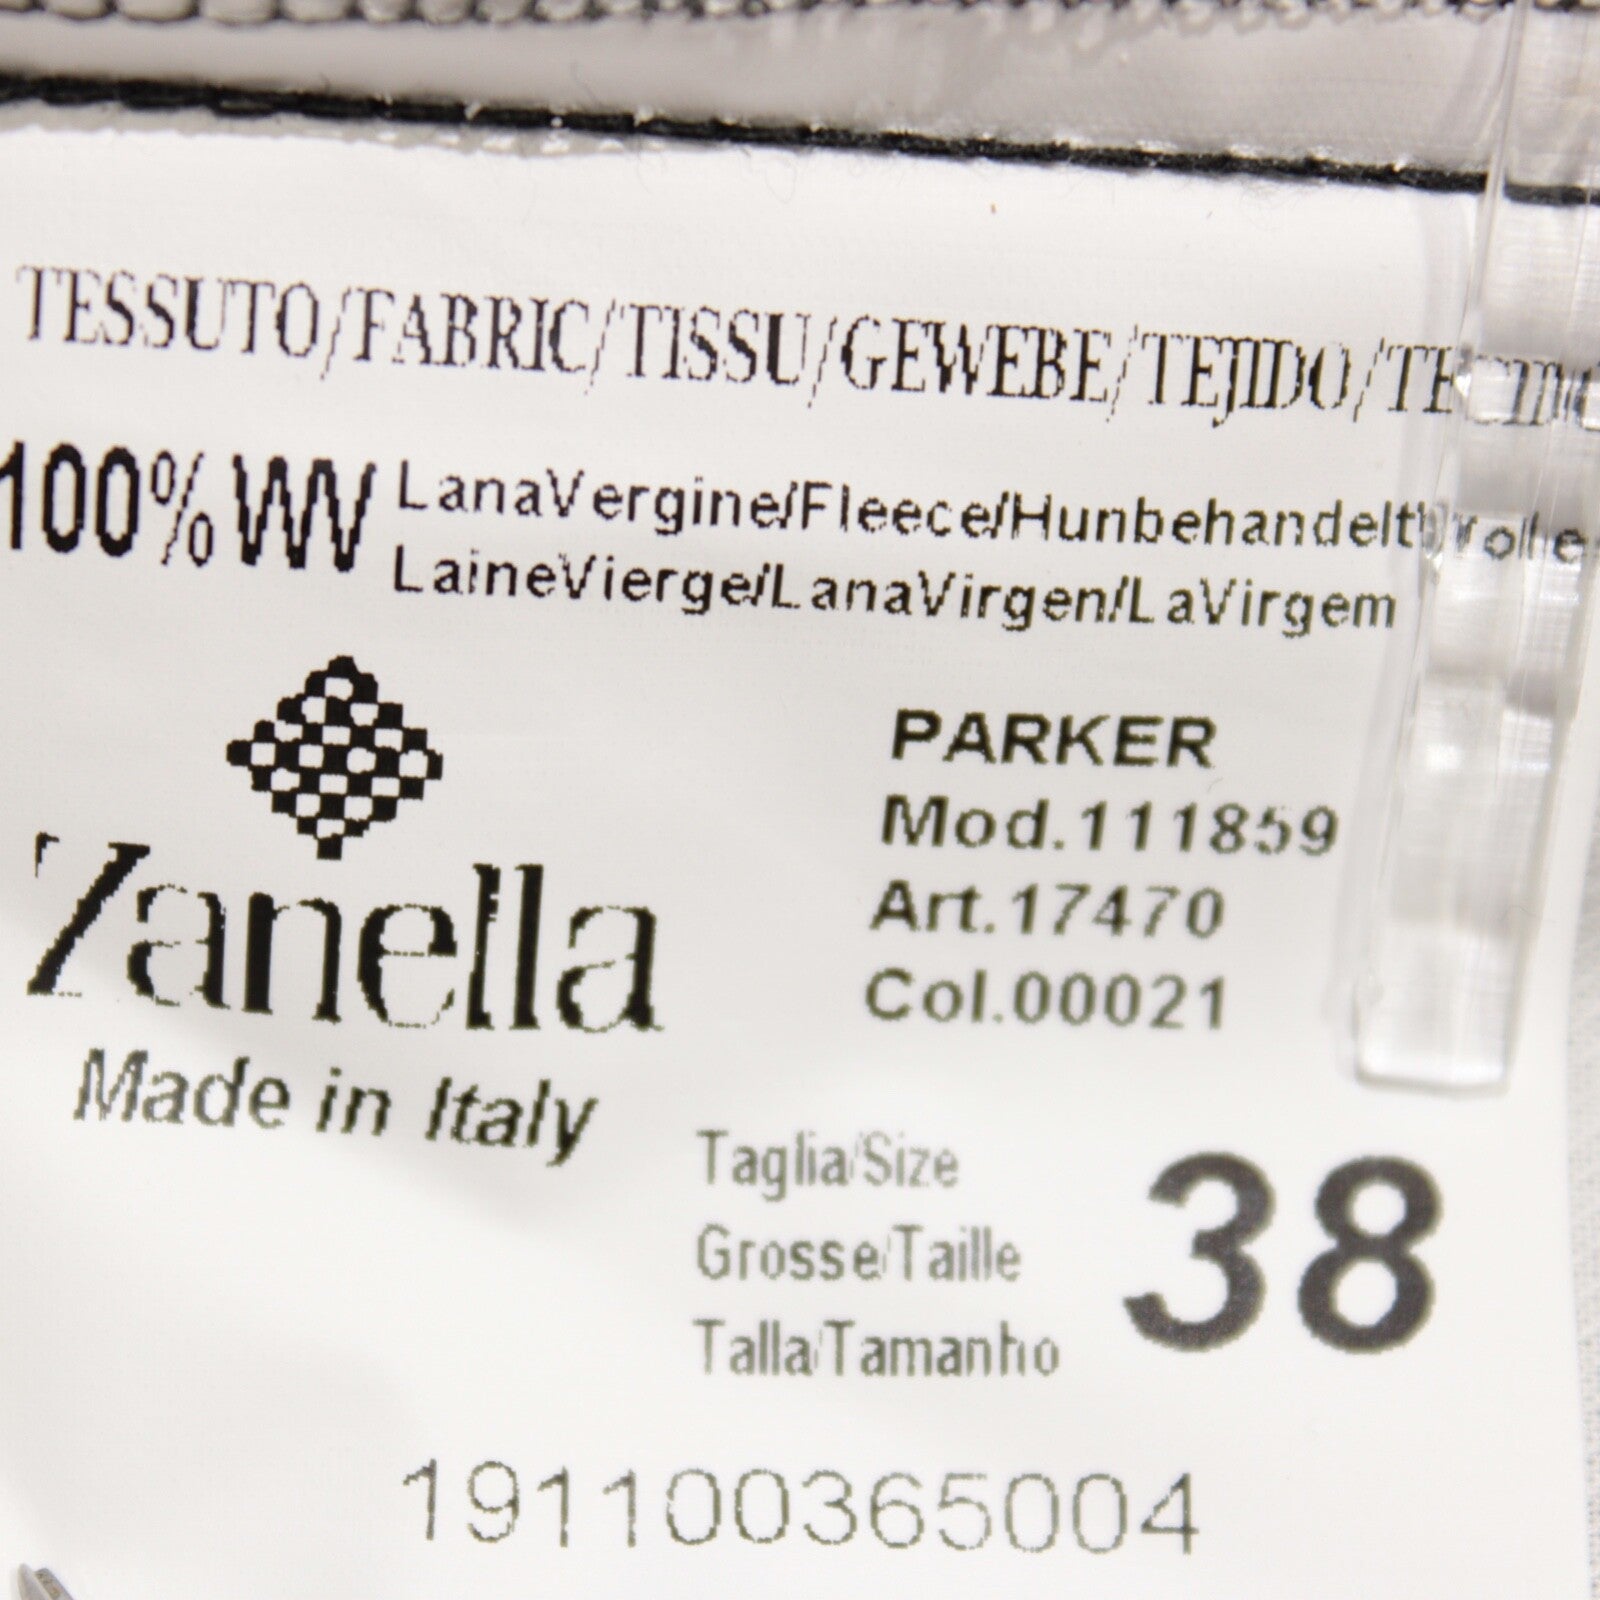 TESSUTO/FABRIC/TISSU/GEWEBE/TEJIDO/
100% WV LanaVergine/Fleece/HunbehandeltWolle
LaineVierge/LanaVirgen/LaVirgem
Zanella
Made in Italy
PARKER
Mod.111859
Art.17470
Col.00021
Taglia/Size
Grosse/Taille
Talla/Tamanho
38
191100365004